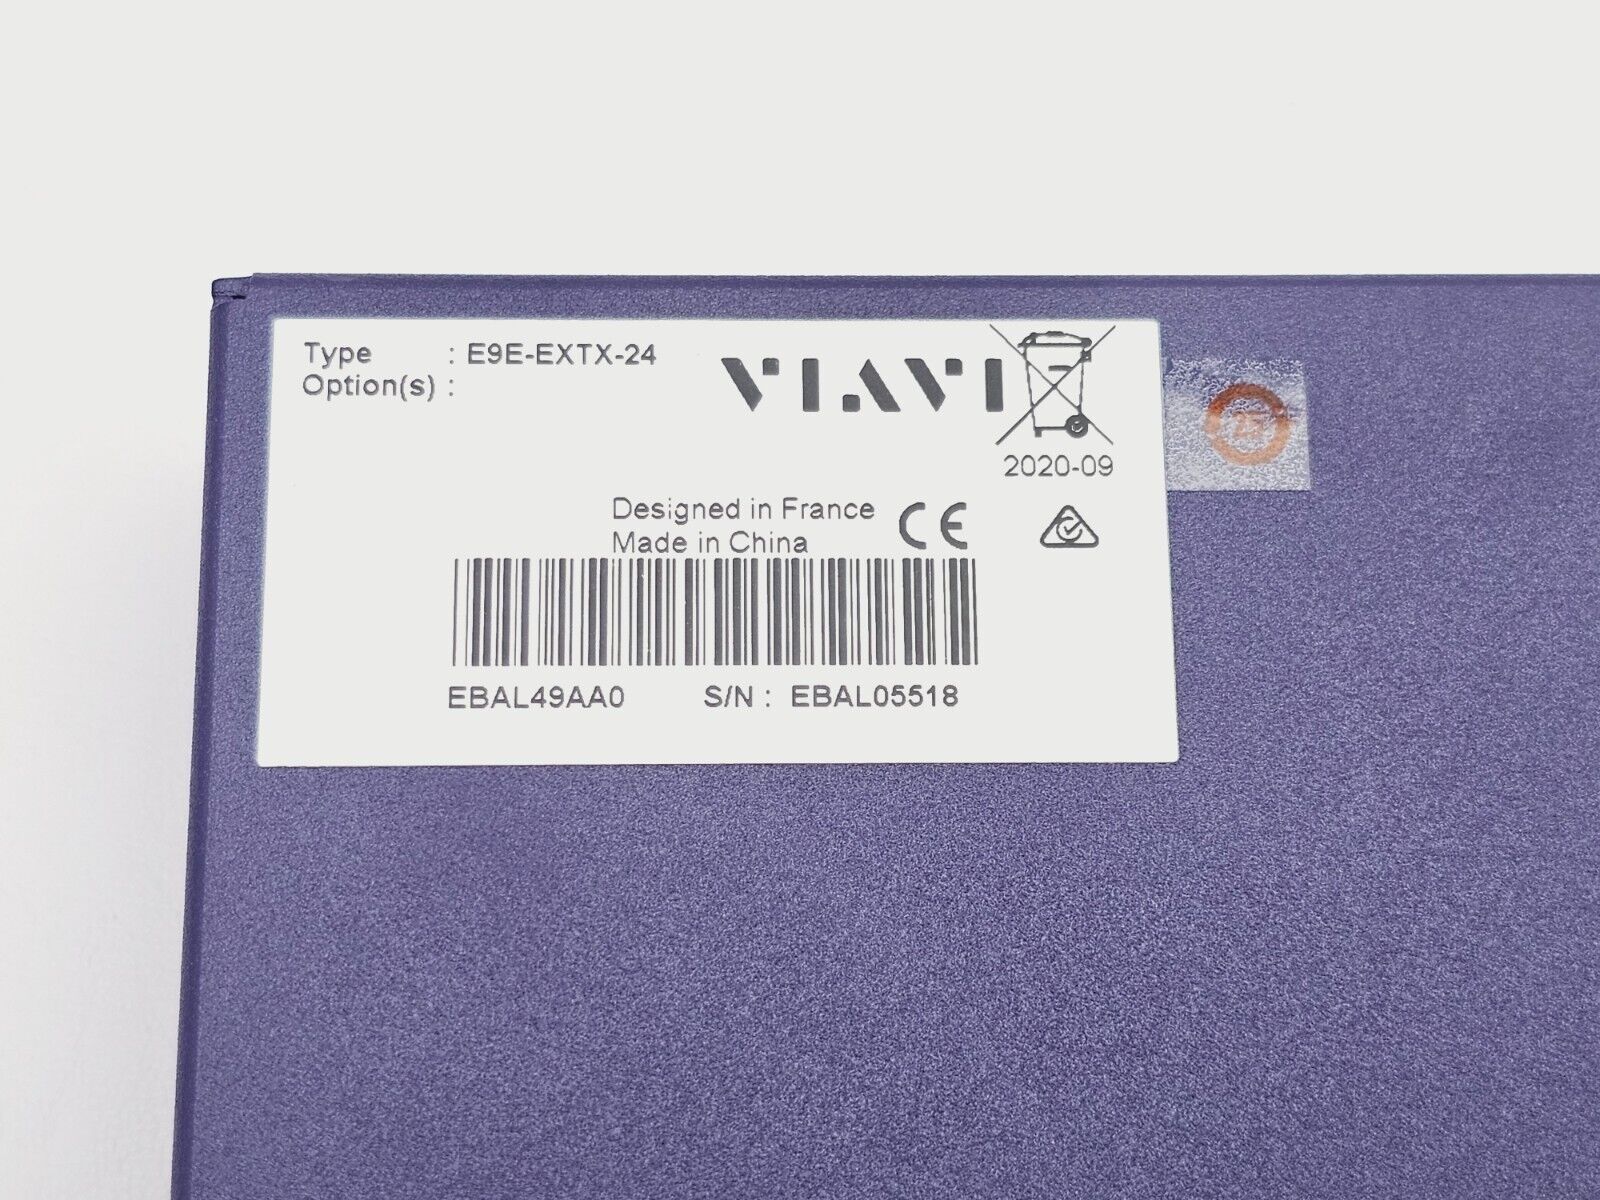 Type : E9E-EXTX-24
Option(s) :
VIAVI
2020-09
Designed in France
Made in China
CE
EBAL49AA0 S/N : EBAL05518